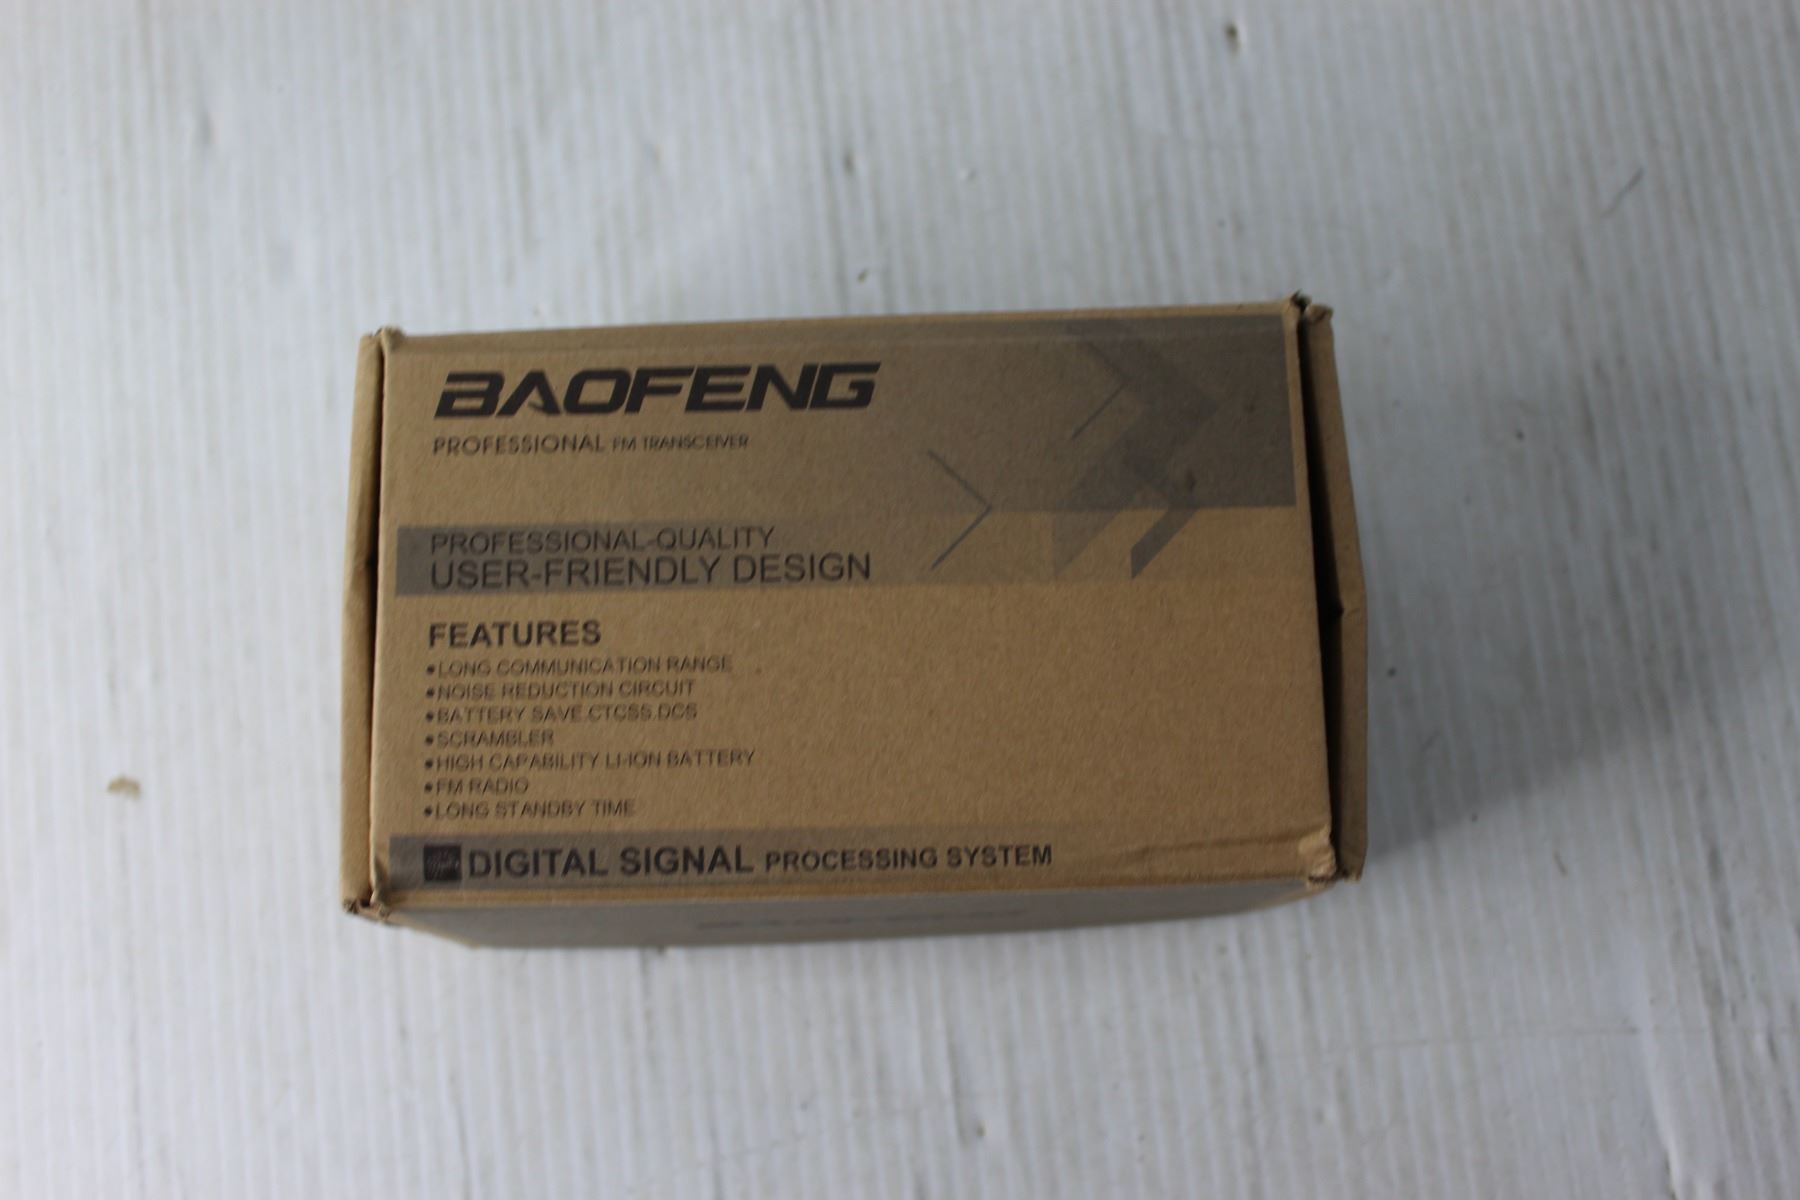 BAOFENG
PROFESSIONAL FM TRANSCEIVER
PROFESSIONAL-QUALITY
USER-FRIENDLY DESIGN
FEATURES
•LONG COMMUNICATION RANGE
•NOISE REDUCTION CIRCUIT
•BATTERY SAVE.CTCSS.DCS
•SCRAMBLER
•HIGH CAPABILITY LI-ION BATTERY
•FM RADIO
•LONG STANDBY TIME
DIGITAL SIGNAL PROCESSING SYSTEM